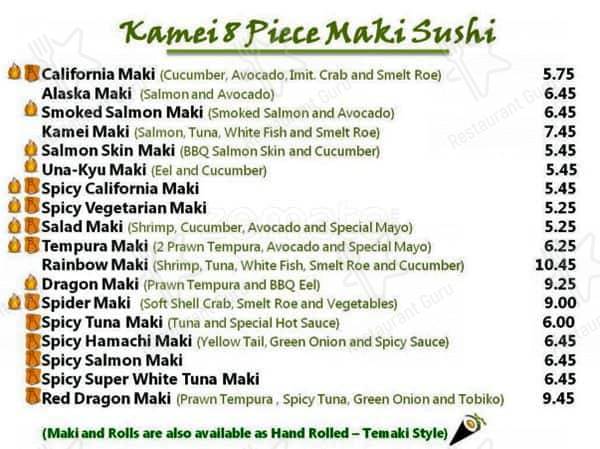 Kamei 8 Piece Maki Sushi
California Maki (Cucumber, Avocado, Imit. Crab and Smelt Roe) 5.75
Alaska Maki (Salmon and Avocado) 6.45
Smoked Salmon Maki (Smoked Salmon and Avocado) 6.45
Kamei Maki (Salmon, Tuna, White Fish and Smelt Roe) 7.45
Salmon Skin Maki (BBQ Salmon Skin and Cucumber) 5.45
Una-Kyu Maki (Eel and Cucumber) 5.45
Spicy California Maki 5.45
Spicy Vegetarian Maki 5.25
Salad Maki (Shrimp, Cucumber, Avocado and Special Mayo) 5.25
Tempura Maki (2 Prawn Tempura, Avocado and Special Mayo) 6.25
Rainbow Maki (Shrimp, Tuna, White Fish, Smelt Roe and Cucumber) 10.45
Dragon Maki (Prawn Tempura and BBQ Eel) 9.25
Spider Maki (Soft Shell Crab, Smelt Roe and Vegetables) 9.00
Spicy Tuna Maki (Tuna and Special Hot Sauce) 6.00
Spicy Hamachi Maki (Yellow Tail, Green Onion and Spicy Sauce) 6.45
Spicy Salmon Maki 6.45
Spicy Super White Tuna Maki 6.45
Red Dragon Maki (Prawn Tempura , Spicy Tuna, Green Onion and Tobiko) 9.45
(Maki and Rolls are also available as Hand Rolled – Temaki Style)
Restaurant Guru
Restaurant Guru
zomato